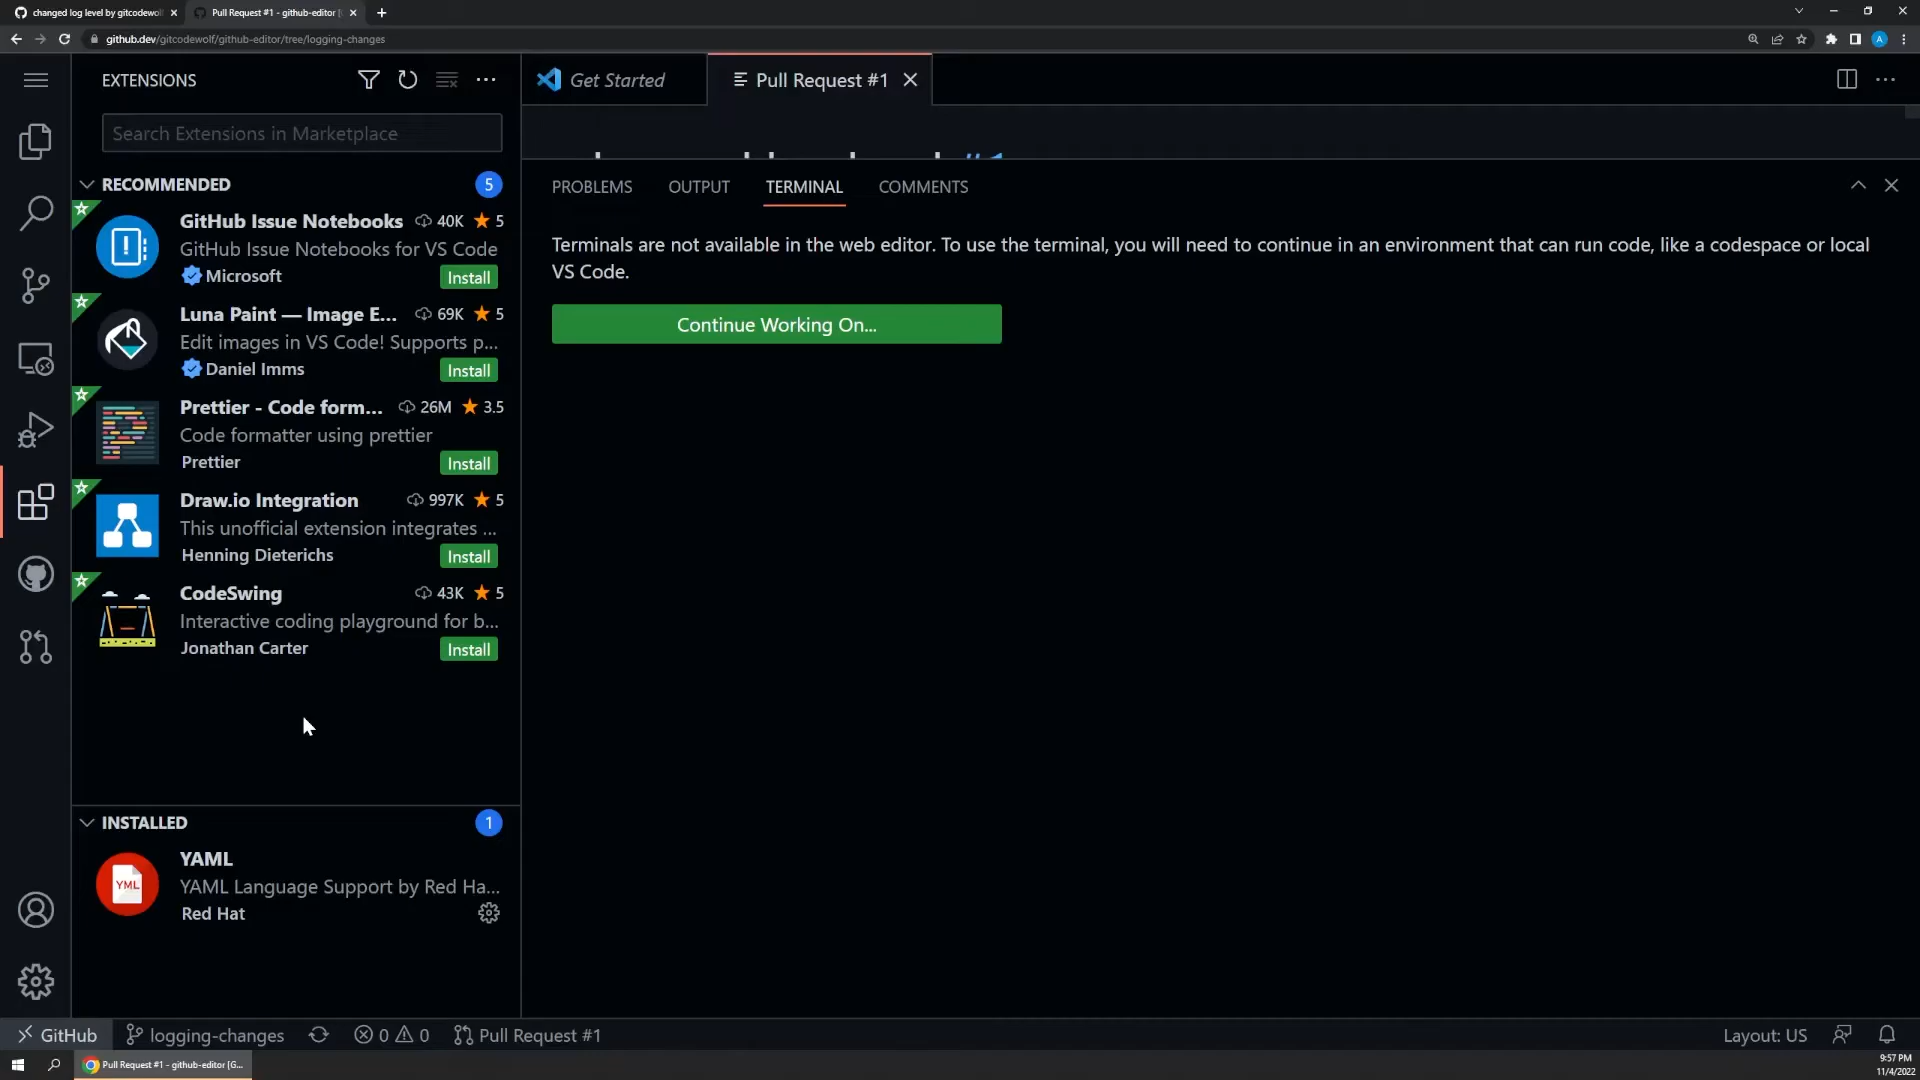 changed log level by gitcodewol
Pull Request #1 - github-editor [
github.dev/gitcodewolf/github-editor/tree/logging-changes
A
EXTENSIONS
Get Started
Pull Request #1
Search Extensions in Marketplace
RECOMMENDED
5
GitHub Issue Notebooks 40K 5
GitHub Issue Notebooks for VS Code
Microsoft
Install
Luna Paint — Image E... 69K 5
Edit images in VS Code! Supports p...
Daniel Imms
Install
Prettier - Code form... 26M 3.5
Code formatter using prettier
Prettier
Install
Draw.io Integration 997K 5
This unofficial extension integrates ...
Henning Dieterichs
Install
CodeSwing 43K 5
Interactive coding playground for b...
Jonathan Carter
Install
INSTALLED
1
YML
YAML
YAML Language Support by Red Ha...
Red Hat
#1
PROBLEMS OUTPUT TERMINAL COMMENTS
Terminals are not available in the web editor. To use the terminal, you will need to continue in an environment that can run code, like a codespace or local
VS Code.
Continue Working On...
GitHub logging-changes 0 0 Pull Request #1
Layout: US
Pull Request #1 - github-editor [G...
9:57 PM
11/4/2022